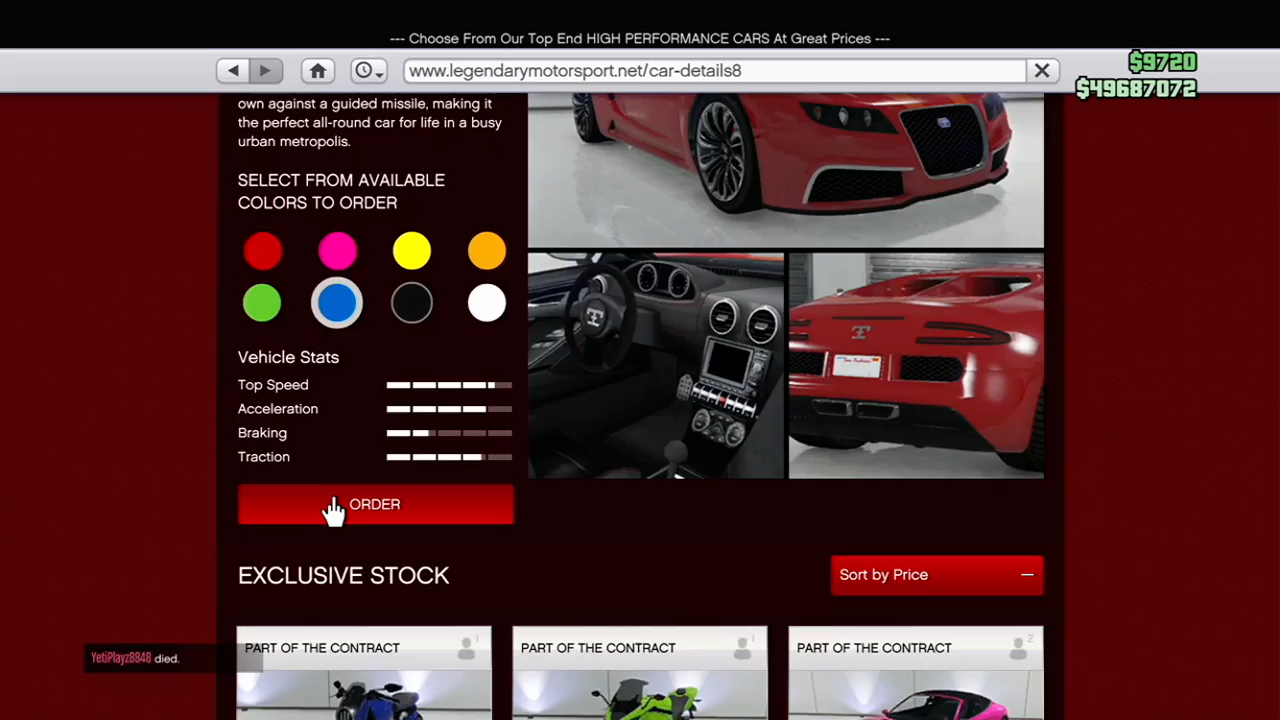 --- Choose From Our Top End HIGH PERFORMANCE CARS At Great Prices ---
www.legendarymotorsport.net/car-details8
$9720
$49687072
own against a guided missile, making it
the perfect all-round car for life in a busy
urban metropolis.
SELECT FROM AVAILABLE
COLORS TO ORDER
Vehicle Stats
Top Speed
Acceleration
Braking
Traction
ORDER
EXCLUSIVE STOCK
Sort by Price
PART OF THE CONTRACT
1
PART OF THE CONTRACT
1
PART OF THE CONTRACT
2
YetiPlayz8848 died.